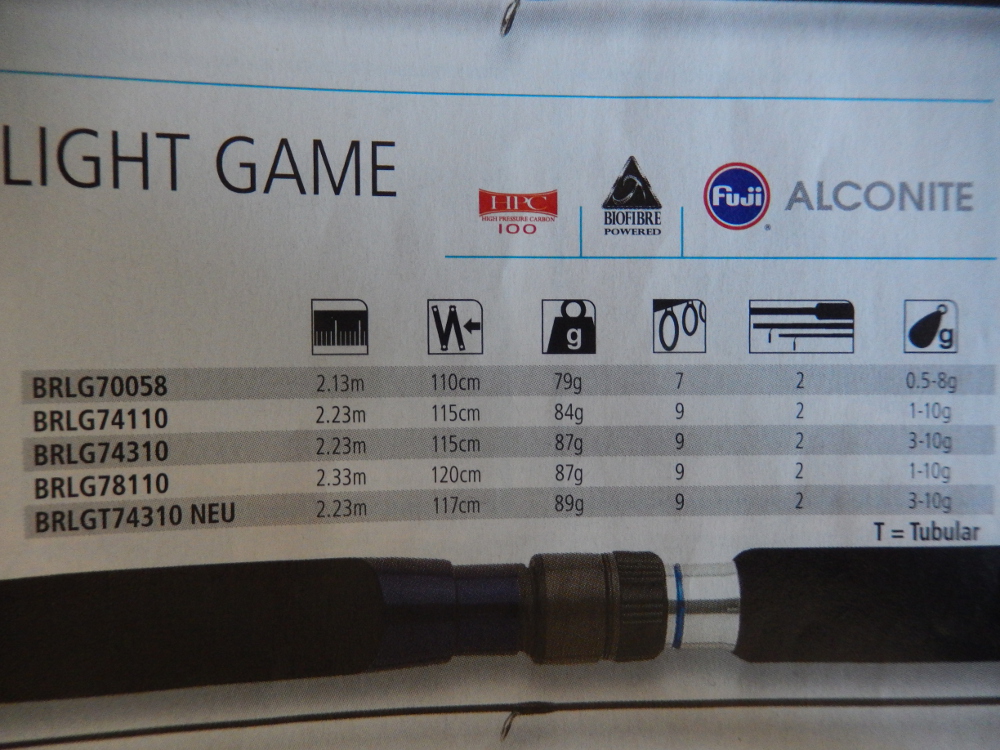 LIGHT GAME
HPC
HIGH PRESSURE CARBON
100
BIOFIBRE
POWERED
Fuji ALCONITE
g g
BRLG70058 2.13m 110cm 79g 7 2 0.5-8g
BRLG74110 2.23m 115cm 84g 9 2 1-10g
BRLG74310 2.23m 115cm 87g 9 2 3-10g
BRLG78110 2.33m 120cm 87g 9 2 1-10g
BRLGT74310 NEU 2.23m 117cm 89g 9 2 3-10g
T = Tubular